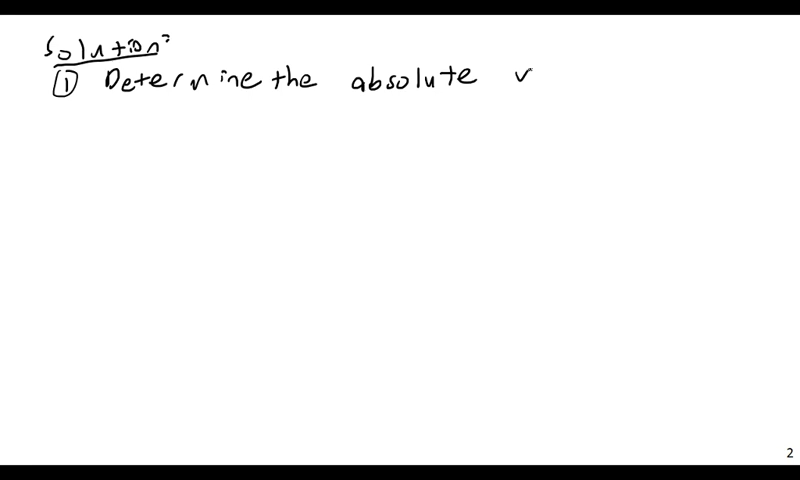 Solution:
① Determine the absolute v
2